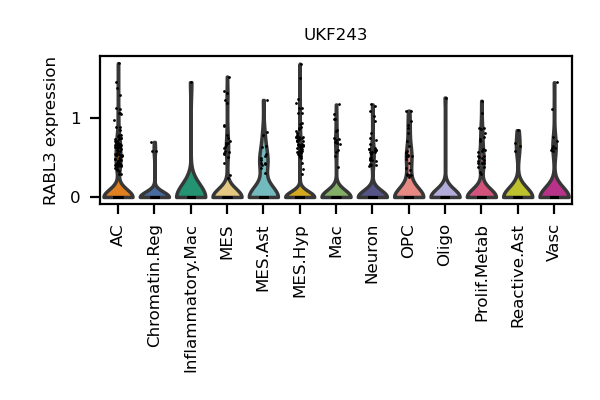 UKF243
RABL3 expression
1
0
AC
Chromatin.Reg
Inflammatory.Mac
MES
MES.Ast
MES.Hyp
Mac
Neuron
OPC
Oligo
Prolif.Metab
Reactive.Ast
Vasc